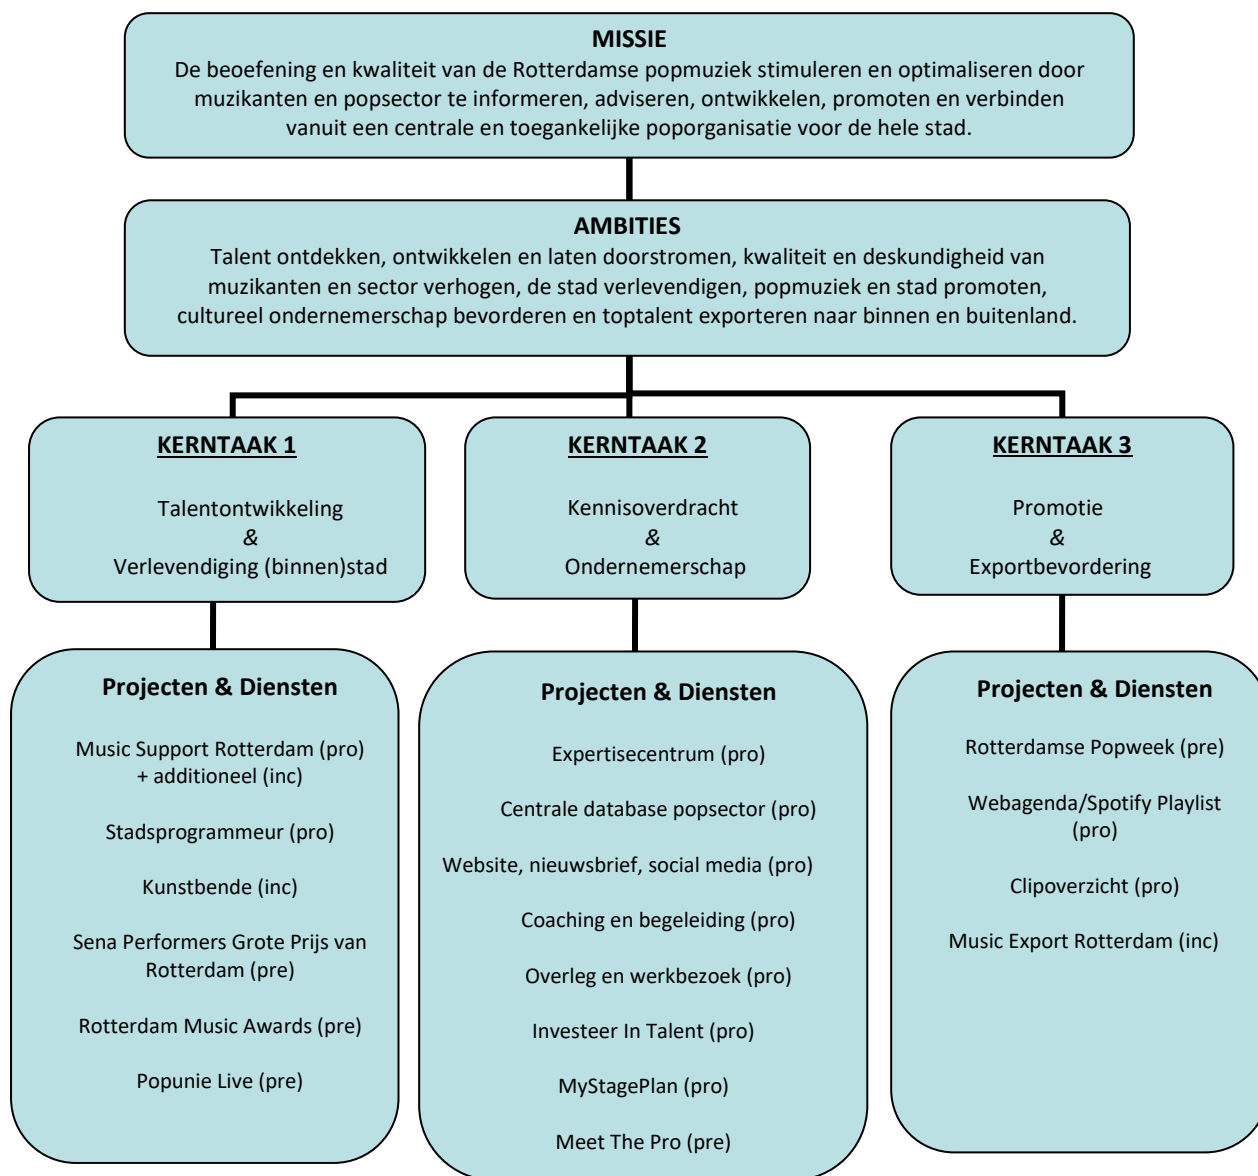 MISSIE
De beoefening en kwaliteit van de Rotterdamse popmuziek stimuleren en optimaliseren door
muzikanten en popsector te informeren, adviseren, ontwikkelen, promoten en verbinden
vanuit een centrale en toegankelijke poporganisatie voor de hele stad.
AMBITIES
Talent ontdekken, ontwikkelen en laten doorstromen, kwaliteit en deskundigheid van
muzikanten en sector verhogen, de stad verlevendigen, popmuziek en stad promoten,
cultureel ondernemerschap bevorderen en toptalent exporteren naar binnen en buitenland.
KERNTAAK 1
Talentontwikkeling
&
Verlevendiging (binnen)stad
KERNTAAK 2
Kennisoverdracht
&
Ondernemerschap
KERNTAAK 3
Promotie
&
Exportbevordering
Projecten & Diensten
Music Support Rotterdam (pro)
+ additioneel (inc)
Stadsprogrammeur (pro)
Kunstbende (inc)
Sena Performers Grote Prijs van
Rotterdam (pre)
Rotterdam Music Awards (pre)
Popunie Live (pre)
Projecten & Diensten
Expertisecentrum (pro)
Centrale database popsector (pro)
Website, nieuwsbrief, social media (pro)
Coaching en begeleiding (pro)
Overleg en werkbezoek (pro)
Investeer In Talent (pro)
MyStagePlan (pro)
Meet The Pro (pre)
Projecten & Diensten
Rotterdamse Popweek (pre)
Webagenda/Spotify Playlist
(pro)
Clipoverzicht (pro)
Music Export Rotterdam (inc)